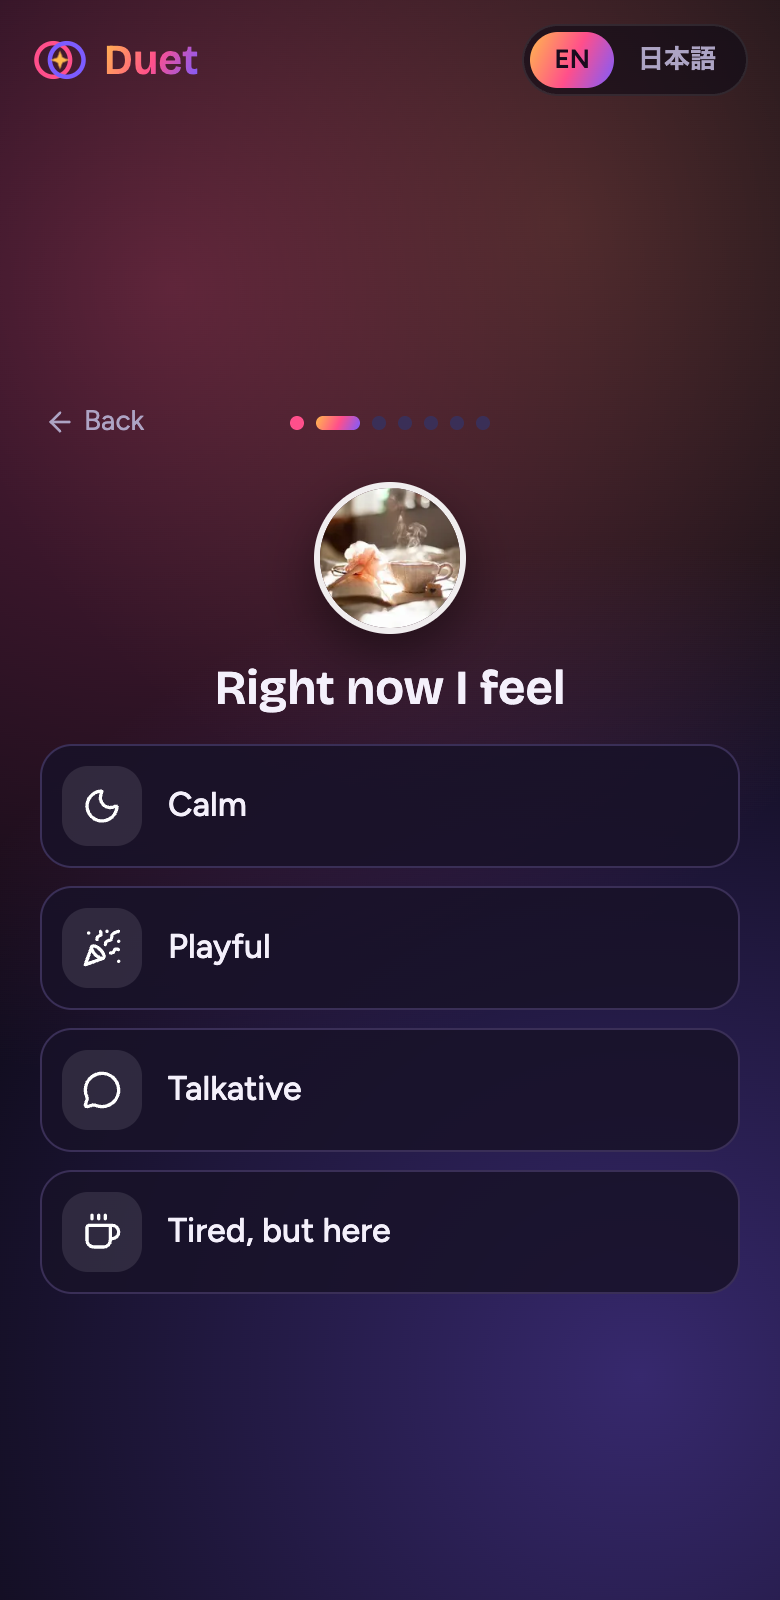 Duet
EN
日本語
Back
Right now I feel
Calm
Playful
Talkative
Tired, but here